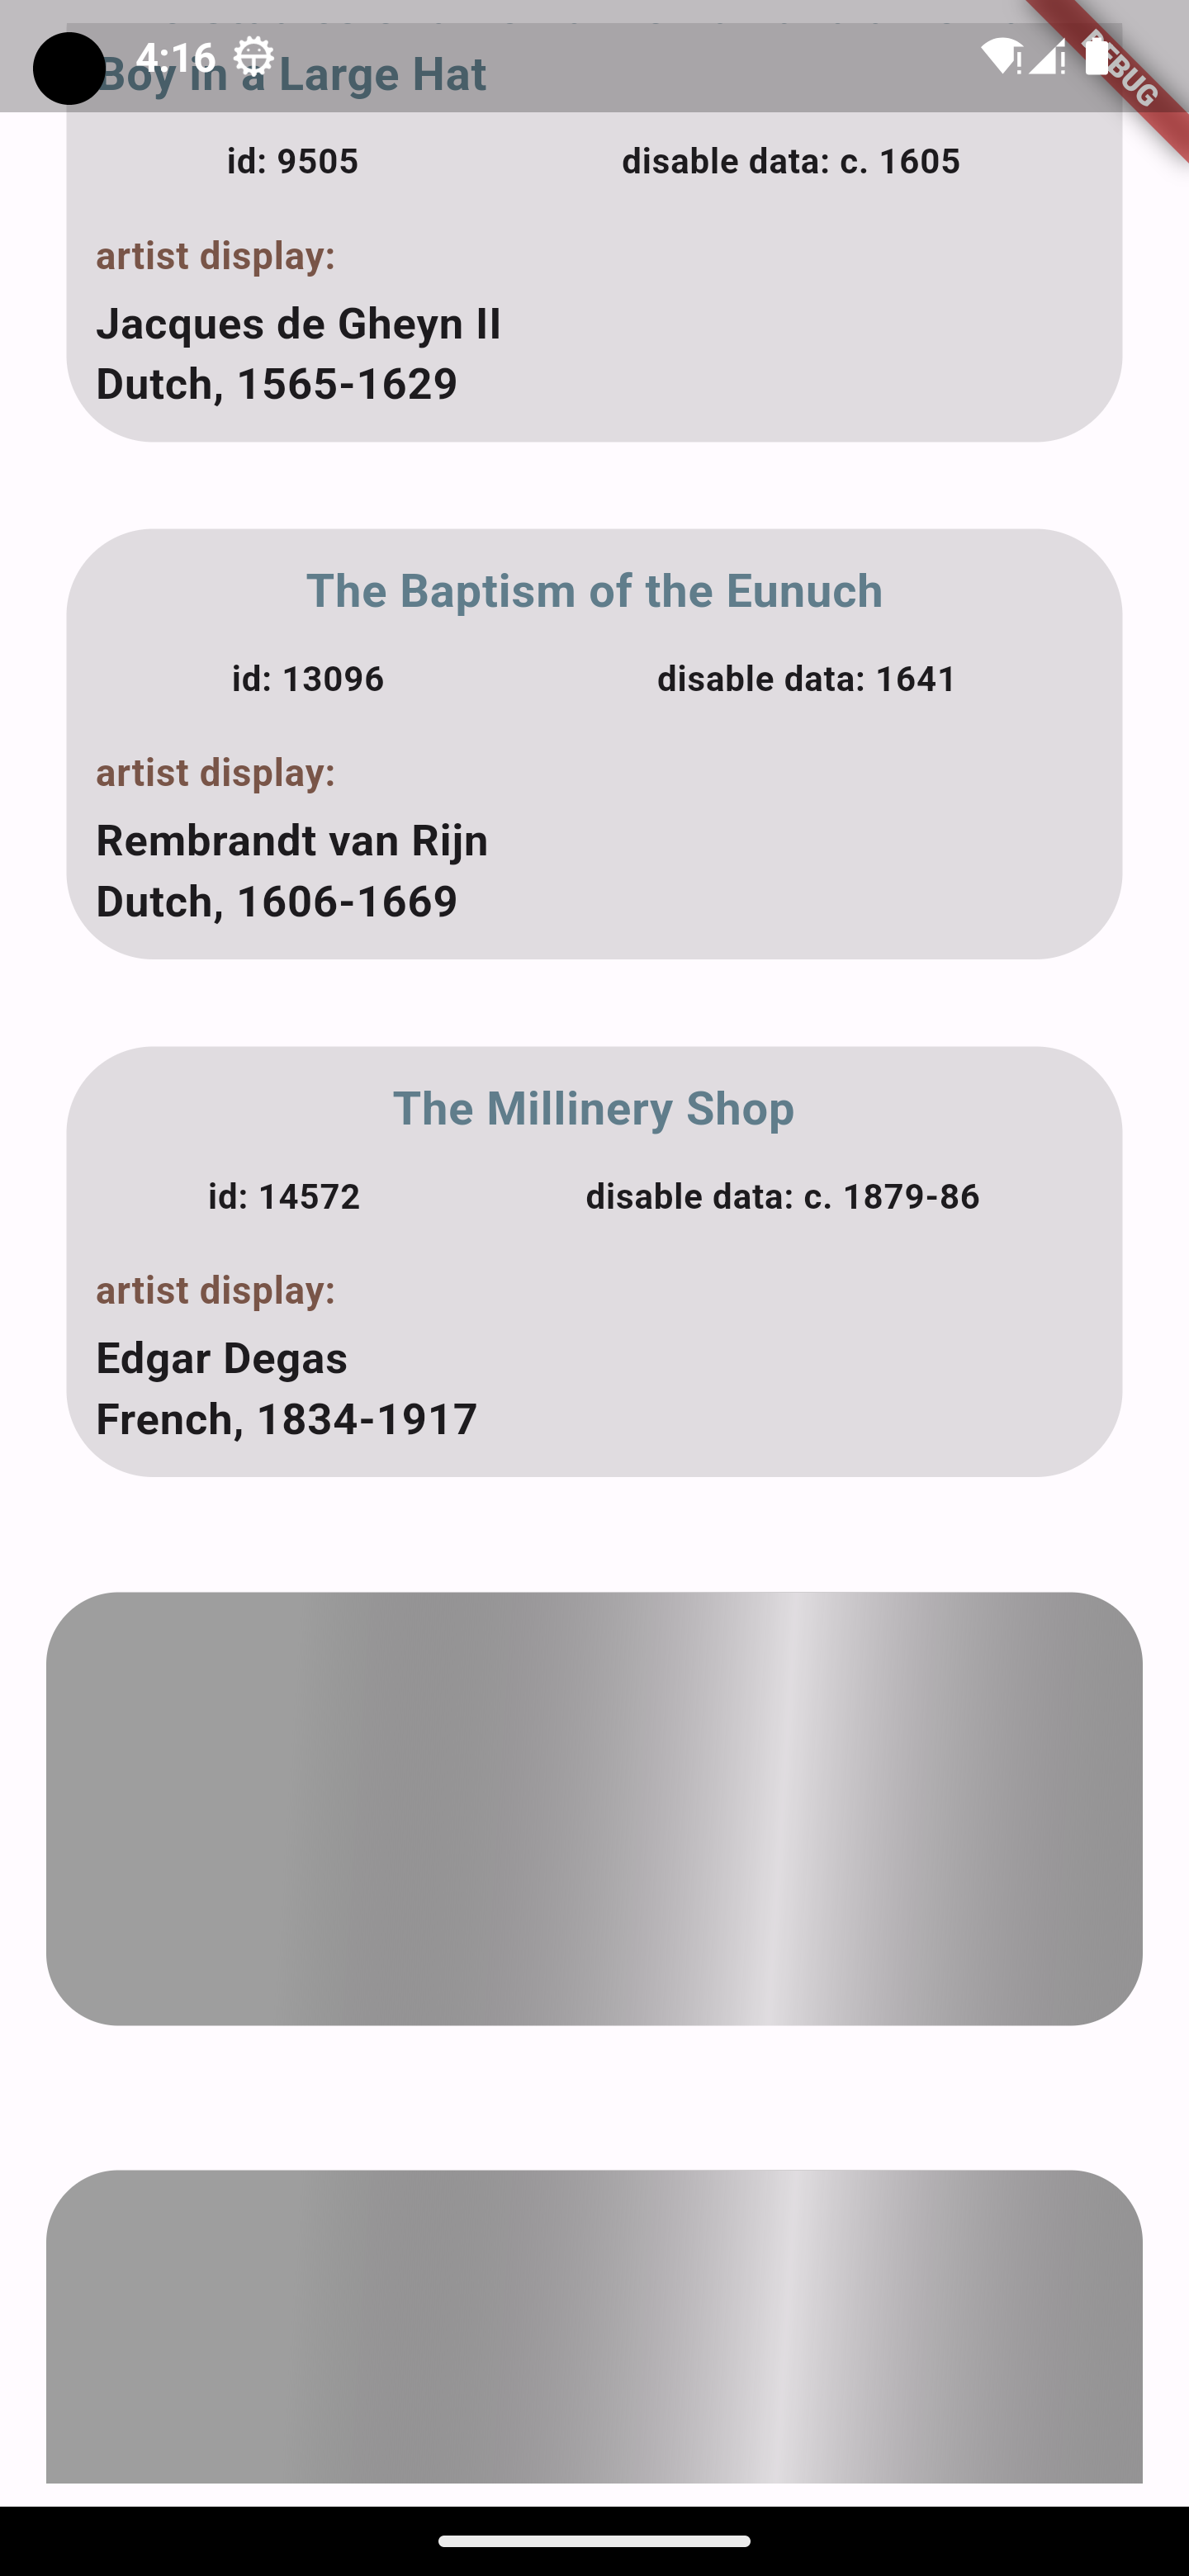 4:16
DEBUG
Boy in a Large Hat
id: 9505 disable data: c. 1605
artist display:
Jacques de Gheyn II
Dutch, 1565-1629
The Baptism of the Eunuch
id: 13096 disable data: 1641
artist display:
Rembrandt van Rijn
Dutch, 1606-1669
The Millinery Shop
id: 14572 disable data: c. 1879-86
artist display:
Edgar Degas
French, 1834-1917